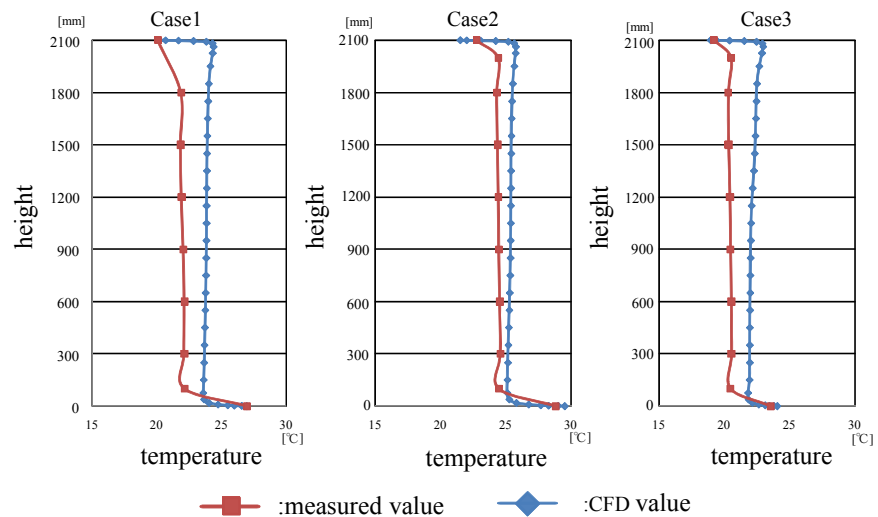 Case1
[mm]
2100
1800
1500
1200
900
600
300
0
height
15 20 25 30
[℃]
temperature
Case2
[mm]
2100
1800
1500
1200
900
600
300
0
height
15 20 25 30
[℃]
temperature
Case3
[mm]
2100
1800
1500
1200
900
600
300
0
height
15 20 25 30
[℃]
temperature
:measured value :CFD value